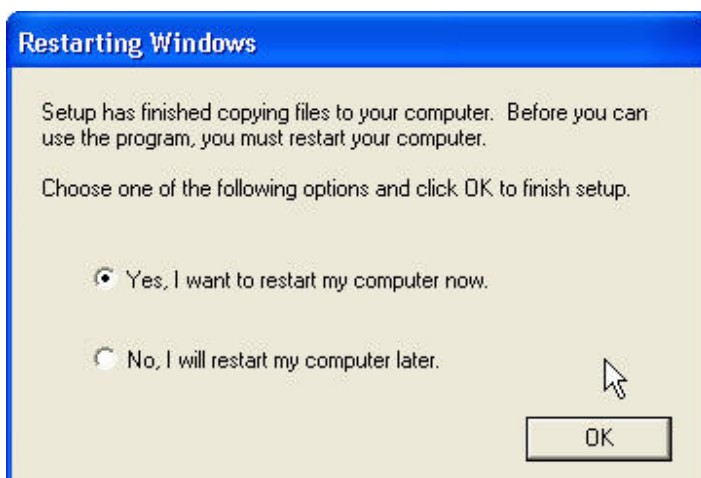 Restarting Windows
Setup has finished copying files to your computer.  Before you can
use the program, you must restart your computer.
Choose one of the following options and click OK to finish setup.
Yes, I want to restart my computer now.
No, I will restart my computer later.
OK